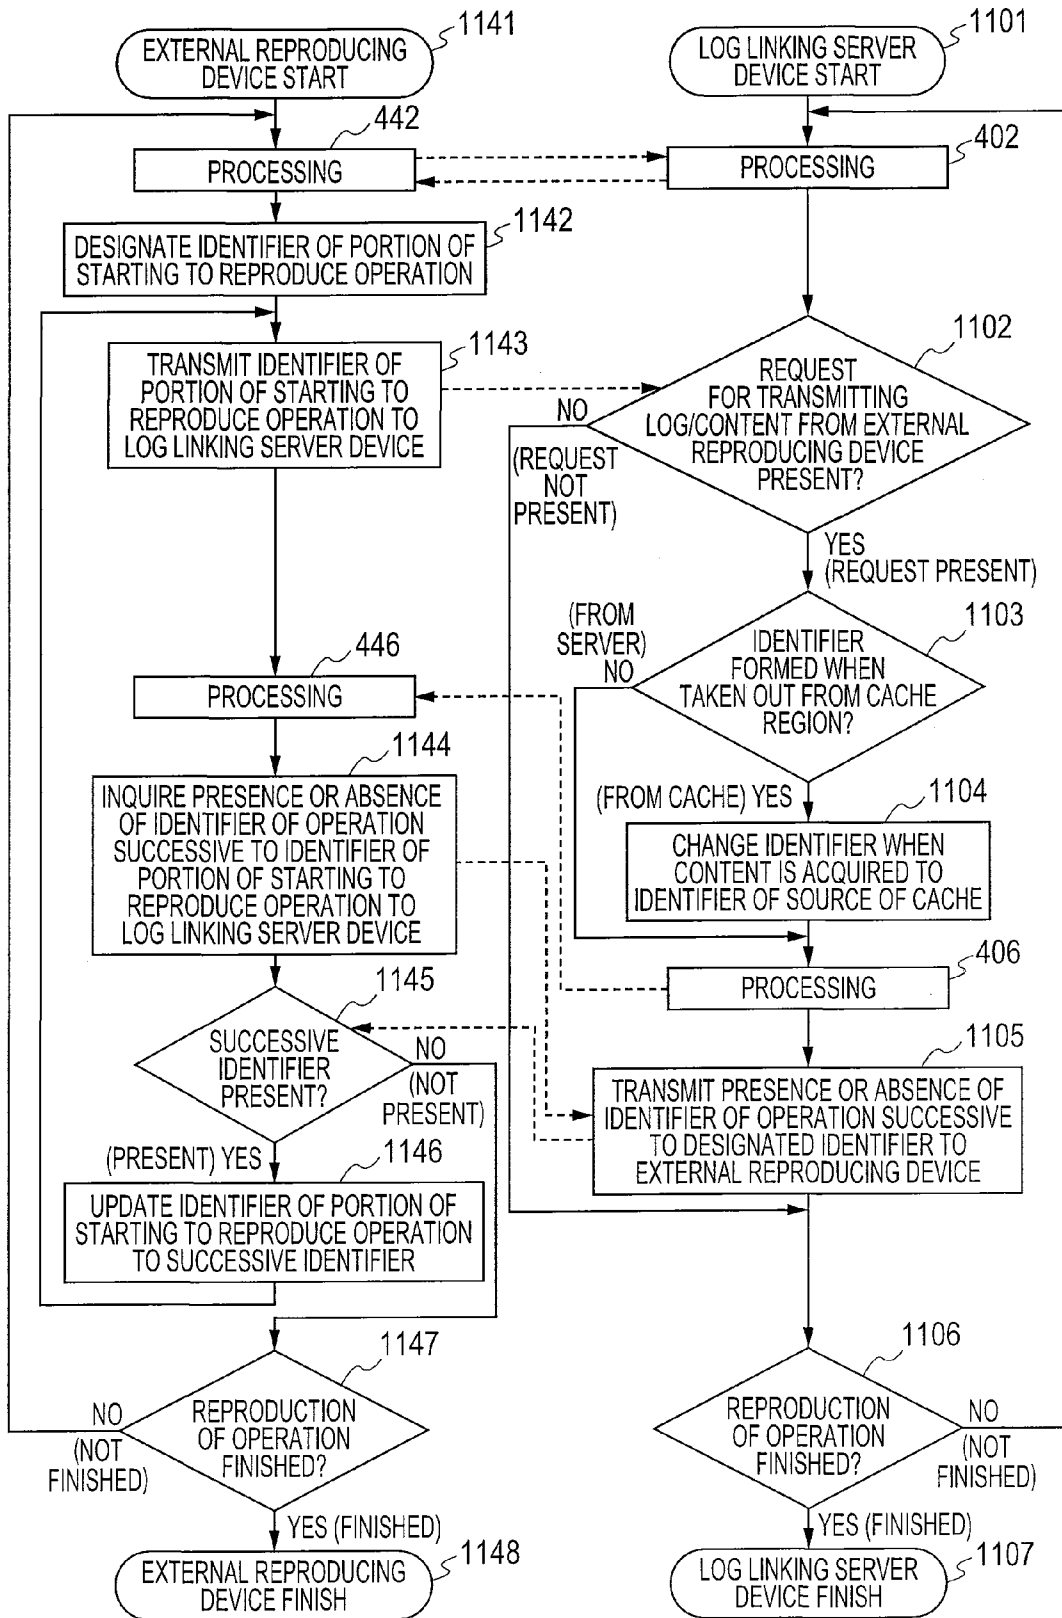 EXTERNAL REPRODUCING
DEVICE START
1141
442
PROCESSING
1142
DESIGNATE IDENTIFIER OF PORTION OF
STARTING TO REPRODUCE OPERATION
1143
TRANSMIT IDENTIFIER OF
PORTION OF STARTING TO
REPRODUCE OPERATION TO
LOG LINKING SERVER DEVICE
446
PROCESSING
1144
INQUIRE PRESENCE OR ABSENCE
OF IDENTIFIER OF OPERATION
SUCCESSIVE TO IDENTIFIER OF
PORTION OF STARTING TO
REPRODUCE OPERATION TO
LOG LINKING SERVER DEVICE
1145
SUCCESSIVE
IDENTIFIER
PRESENT?
NO
(NOT
PRESENT)
(PRESENT) YES
1146
UPDATE IDENTIFIER OF PORTION OF
STARTING TO REPRODUCE OPERATION
TO SUCCESSIVE IDENTIFIER
1147
REPRODUCTION
OF OPERATION
FINISHED?
NO
(NOT
FINISHED)
YES (FINISHED)
1148
EXTERNAL REPRODUCING
DEVICE FINISH
LOG LINKING SERVER
DEVICE START
1101
402
PROCESSING
1102
REQUEST
FOR TRANSMITTING
LOG/CONTENT FROM EXTERNAL
REPRODUCING DEVICE
PRESENT?
NO
(REQUEST
NOT
PRESENT)
YES
(REQUEST PRESENT)
1103
IDENTIFIER
FORMED WHEN
TAKEN OUT FROM CACHE
REGION?
(FROM
SERVER)
NO
(FROM CACHE) YES
1104
CHANGE IDENTIFIER WHEN
CONTENT IS ACQUIRED TO
IDENTIFIER OF SOURCE OF CACHE
406
PROCESSING
1105
TRANSMIT PRESENCE OR ABSENCE OF
IDENTIFIER OF OPERATION SUCCESSIVE
TO DESIGNATED IDENTIFIER TO
EXTERNAL REPRODUCING DEVICE
1106
REPRODUCTION
OF OPERATION
FINISHED?
NO
(NOT
FINISHED)
YES (FINISHED)
1107
LOG LINKING SERVER
DEVICE FINISH